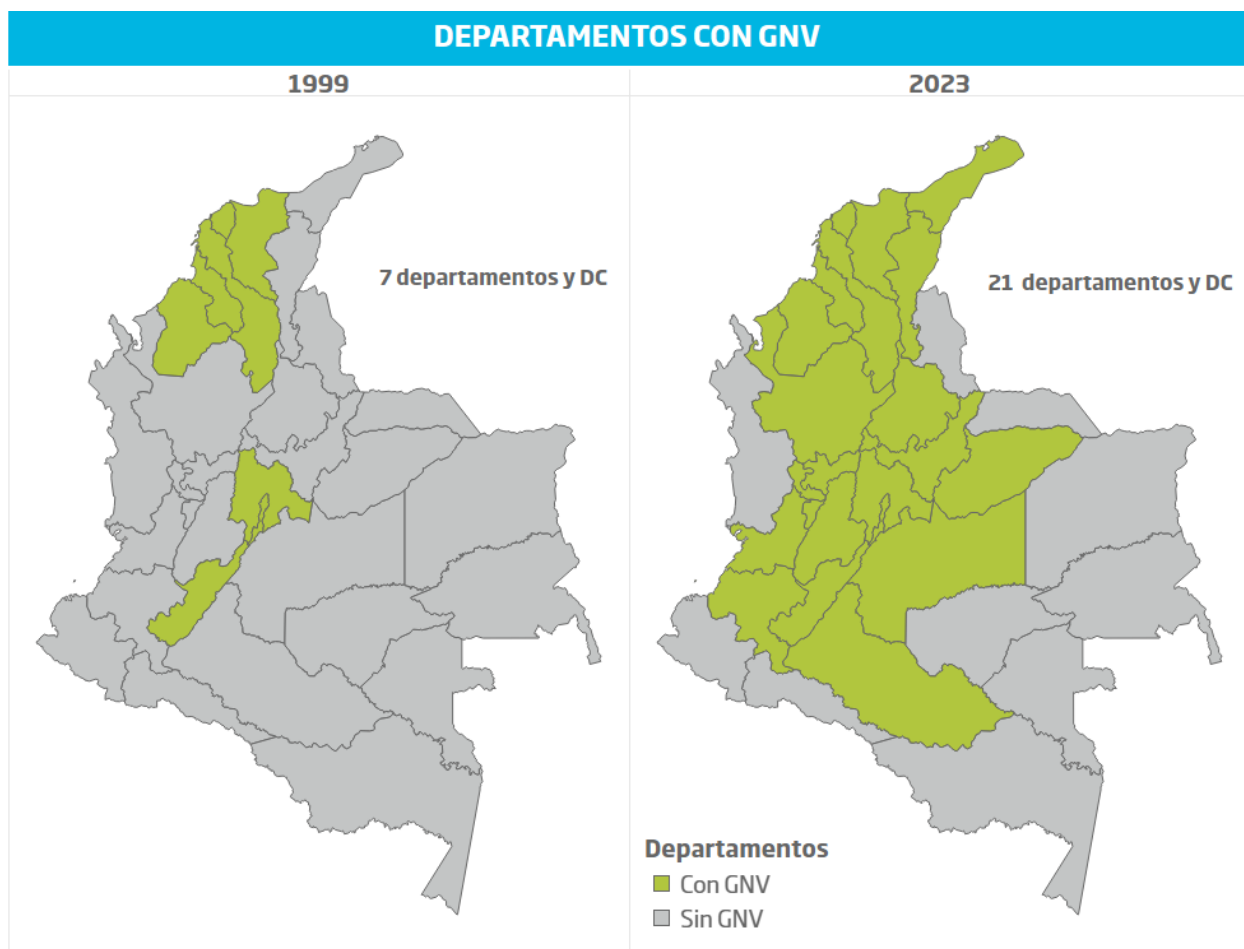 DEPARTAMENTOS CON GNV
1999
2023
7 departamentos y DC
21 departamentos y DC
Departamentos
Con GNV
Sin GNV